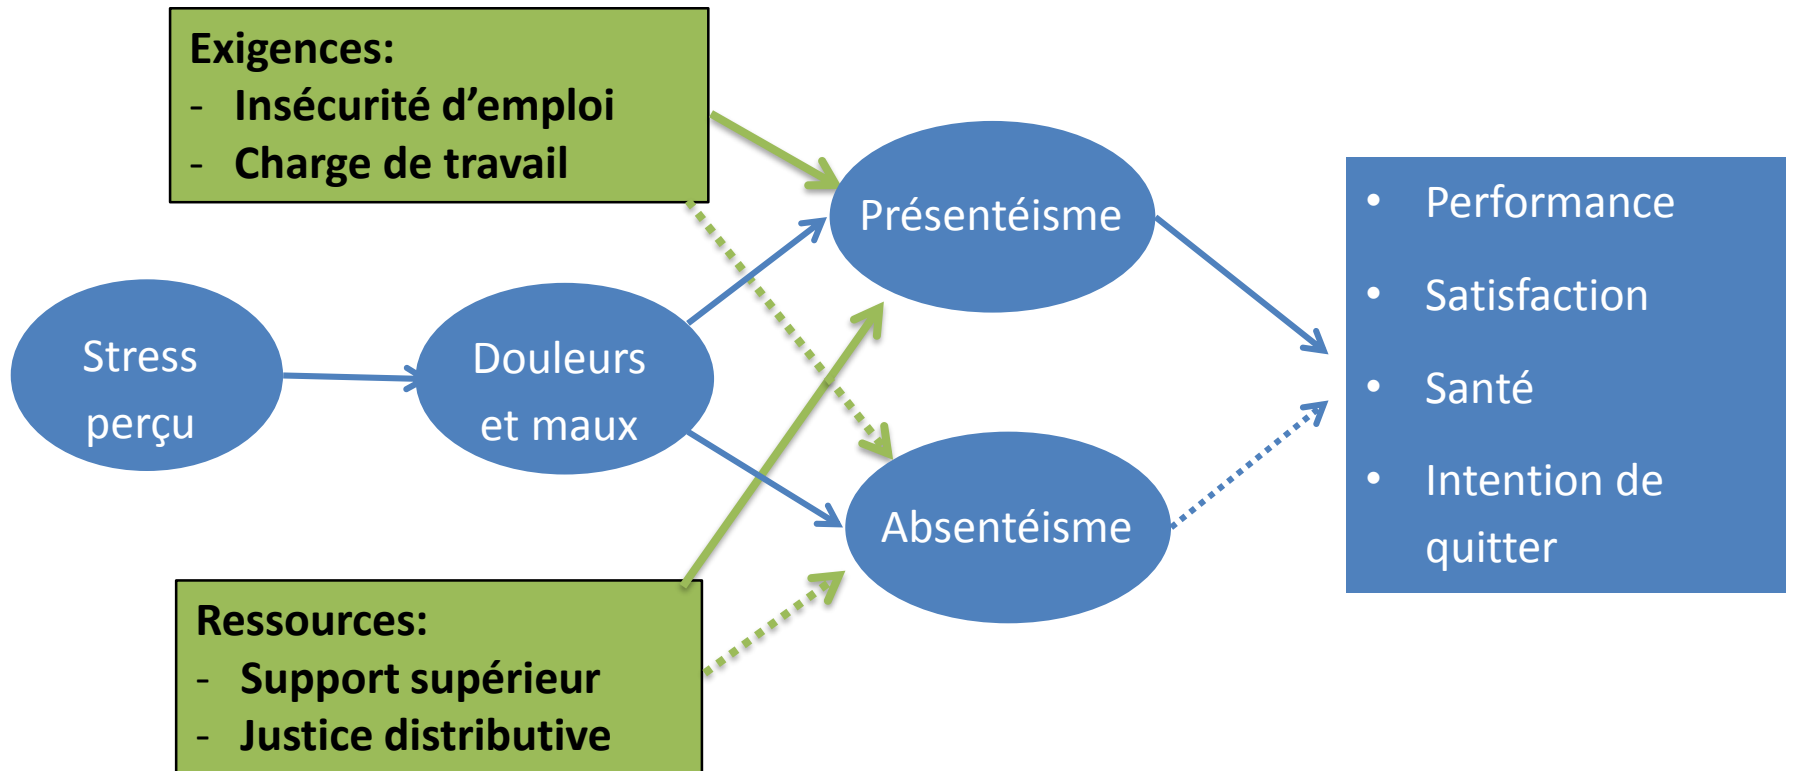 Exigences:
- Insécurité d'emploi
- Charge de travail
Présentéisme
• Performance
• Satisfaction
• Santé
• Intention de
quitter
Stress
perçu
Douleurs
et maux
Absentéisme
Ressources:
- Support supérieur
- Justice distributive